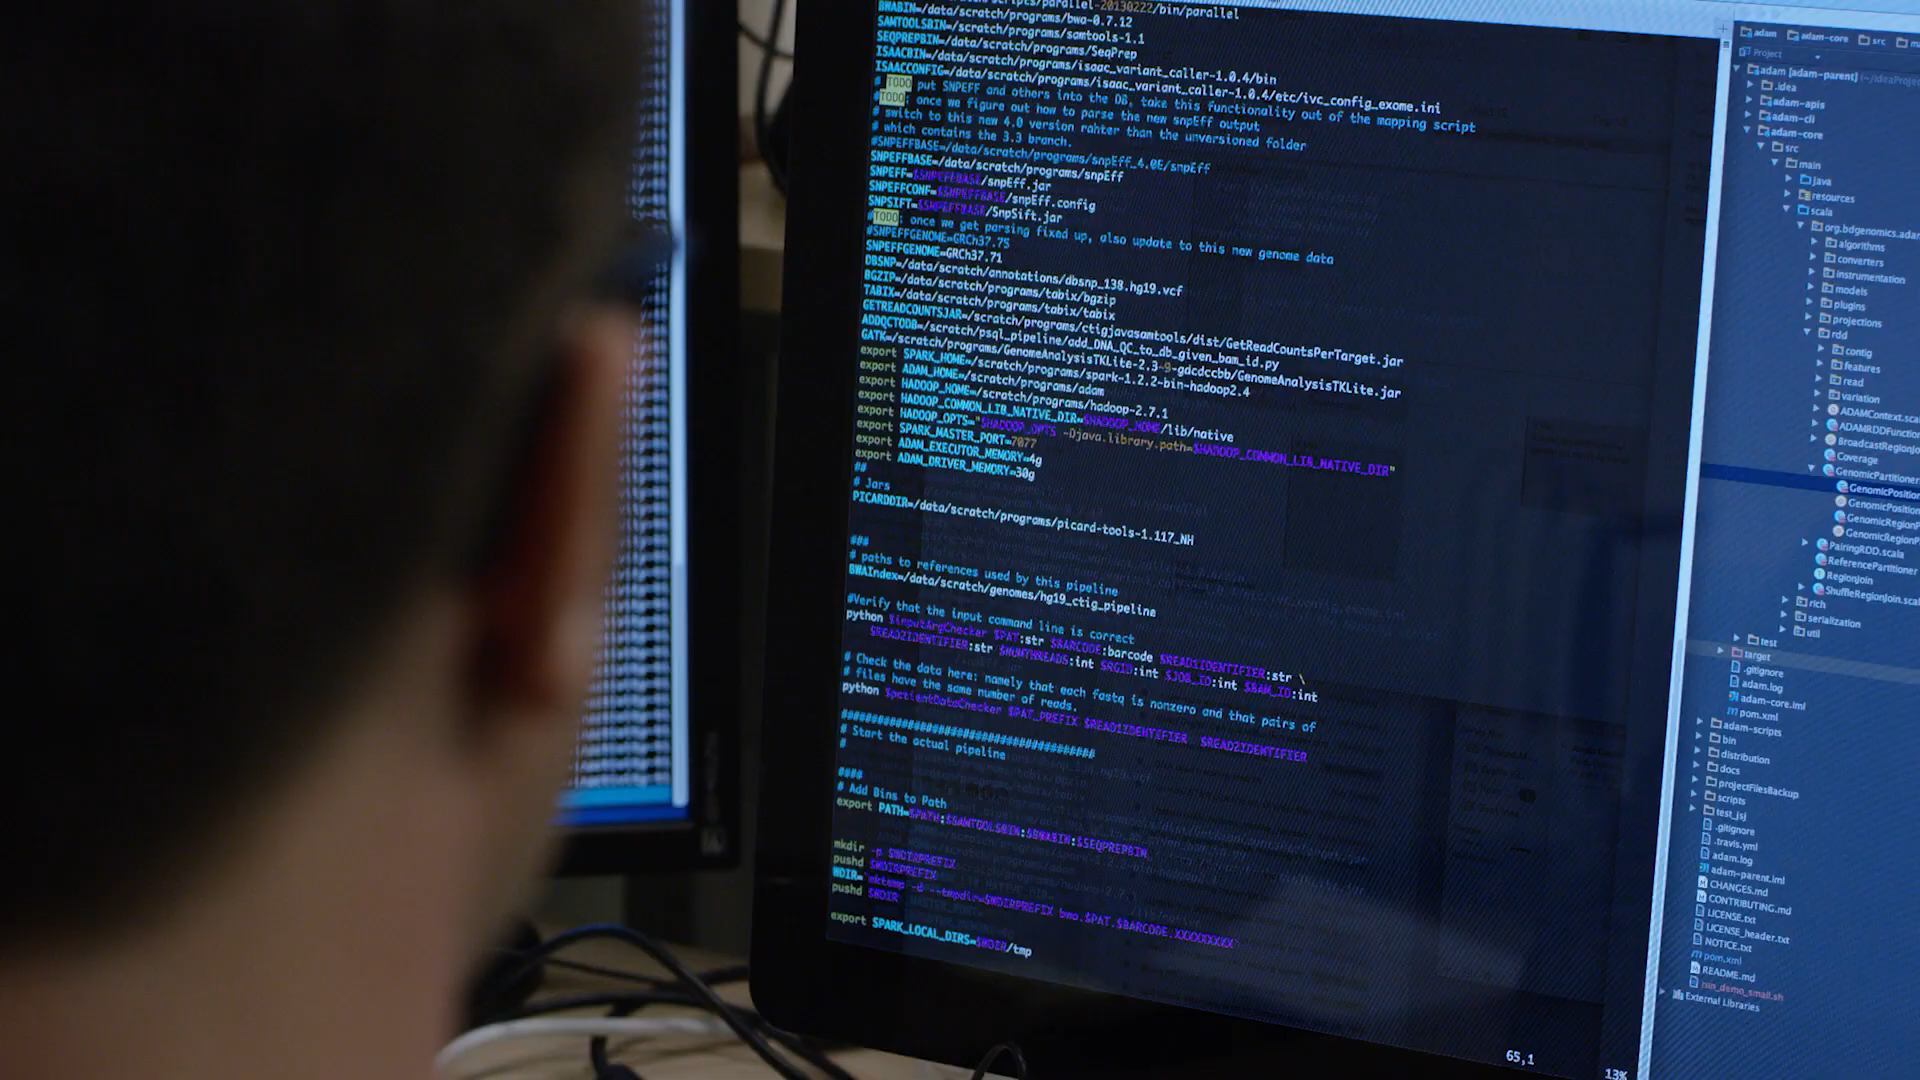 parallel-20130222/bin/parallel
BWABIN=/data/scratch/programs/bwa-0.7.12
SAMTOOLSBIN=/data/scratch/programs/samtools-1.1
SEQPREPBIN=/data/scratch/programs/SeqPrep
ISAACBIN=/data/scratch/programs/isaac_variant_caller-1.0.4/bin
ISAACCONFIG=/data/scratch/programs/isaac_variant_caller-1.0.4/etc/ivc_config_exome.ini
# TODO put SNPEFF and others into the DB, take this functionality out of the mapping script
#TODO: once we figure out how to parse the new snpEff output
# switch to this new 4.0 version rahter than the unversioned folder
# which contains the 3.3 branch.
#SNPEFFBASE=/data/scratch/programs/snpEff_4.0E/snpEff
SNPEFFBASE=/data/scratch/programs/snpEff
SNPEFF=$SNPEFFBASE/snpEff.jar
SNPEFFCONF=$SNPEFFBASE/snpEff.config
SNPSIFT=$SNPEFFBASE/SnpSift.jar
#TODO: once we get parsing fixed up, also update to this new genome data
#SNPEFFGENOME=GRCh37.75
SNPEFFGENOME=GRCh37.71
DBSNP=/data/scratch/annotations/dbsnp_138.hg19.vcf
BGZIP=/data/scratch/programs/tabix/bgzip
TABIX=/data/scratch/programs/tabix/tabix
GETREADCOUNTSJAR=/scratch/programs/ctigjavasamtools/dist/GetReadCountsPerTarget.jar
ADDQCTODB=/scratch/psql_pipeline/add_DNA_QC_to_db_given_bam_id.py
GATK=/scratch/programs/GenomeAnalysisTKLite-2.3-9-gdcdccbb/GenomeAnalysisTKLite.jar
export SPARK_HOME=/scratch/programs/spark-1.2.2-bin-hadoop2.4
export ADAM_HOME=/scratch/programs/adam
export HADOOP_HOME=/scratch/programs/hadoop-2.7.1
export HADOOP_COMMON_LIB_NATIVE_DIR=$HADOOP_HOME/lib/native
export HADOOP_OPTS="$HADOOP_OPTS -Djava.library.path=$HADOOP_COMMON_LIB_NATIVE_DIR"
export SPARK_MASTER_PORT=7077
export ADAM_EXECUTOR_MEMORY=4g
export ADAM_DRIVER_MEMORY=30g
##
# Jars
PICARDDIR=/data/scratch/programs/picard-tools-1.117_NH
###
# paths to references used by this pipeline
BWAIndex=/data/scratch/genomes/hg19_ctig_pipeline
#Verify that the input command line is correct
python $inputArgChecker $PAT:str $BARCODE:barcode $READ1IDENTIFIER:str \
$READ2IDENTIFIER:str $NUMTHREADS:int $RGID:int $JOB_ID:int $BAM_ID:int
# Check the data here: namely that each fastq is nonzero and that pairs of
# files have the same number of reads.
python $patientDataChecker $PAT_PREFIX $READ1IDENTIFIER $READ2IDENTIFIER
########################################
# Start the actual pipeline
#
####
# Add Bins to Path
export PATH=$PATH:$SAMTOOLSBIN:$BWABIN:$SEQPREPBIN
mkdir -p $WDIRPREFIX
pushd $WDIRPREFIX
WDIR=`mktemp -d --tmpdir=$WDIRPREFIX bwa.$PAT.$BARCODE.XXXXXXXXX`
pushd $WDIR
export SPARK_LOCAL_DIRS=$WDIR/tmp
65,1
13%
adam adam-core src
Project
adam [adam-parent]
.idea
adam-apis
adam-cli
adam-core
src
main
java
resources
scala
org.bdgenomics.adam
algorithms
converters
instrumentation
models
plugins
projections
rdd
contig
features
read
variation
ADAMContext.sca
ADAMRDDFunctio
BroadcastRegionJ
Coverage
GenomicPartitioner
GenomicPositio
GenomicPositio
GenomicRegionP
GenomicRegionP
PairingRDD.scala
ReferencePartitioner
RegionJoin
ShuffleRegionJoin.scal
rich
serialization
util
test
target
.gitignore
adam.log
adam-core.iml
pom.xml
adam-scripts
bin
distribution
docs
projectFilesBackup
scripts
test_jsj
.gitignore
.travis.yml
adam.log
adam-parent.iml
CHANGES.md
CONTRIBUTING.md
LICENSE.txt
LICENSE_header.txt
NOTICE.txt
pom.xml
README.md
run_demo_small.sh
External Libraries